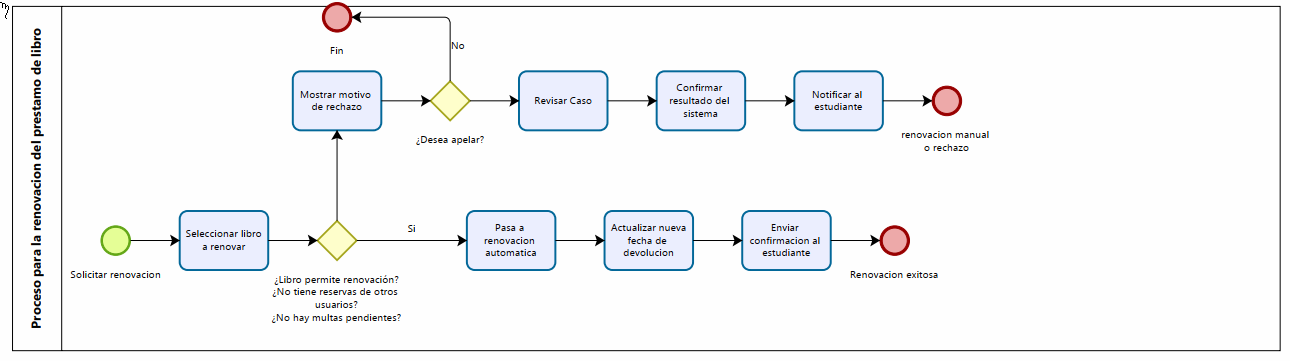 Proceso para la renovacion del prestamo de libro
Fin
No
Mostrar motivo
de rechazo
¿Desea apelar?
Revisar Caso
Confirmar
resultado del
sistema
Notificar al
estudiante
renovacion manual
o rechazo
Solicitar renovacion
Seleccionar libro
a renovar
¿Libro permite renovación?
¿No tiene reservas de otros
usuarios?
¿No hay multas pendientes?
Si
Pasa a
renovacion
automatica
Actualizar nueva
fecha de
devolucion
Enviar
confirmacion al
estudiante
Renovacion exitosa